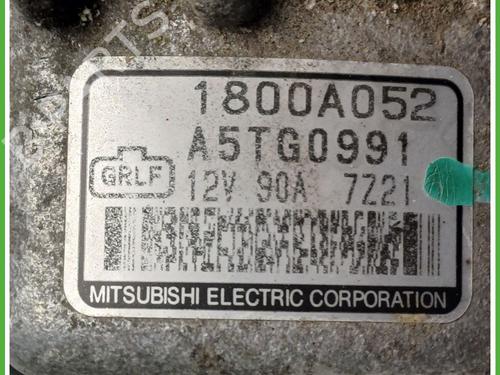 1800A052
A5TG0991
GRLF
12V 90A 7Z21
MITSUBISHI ELECTRIC CORPORATION